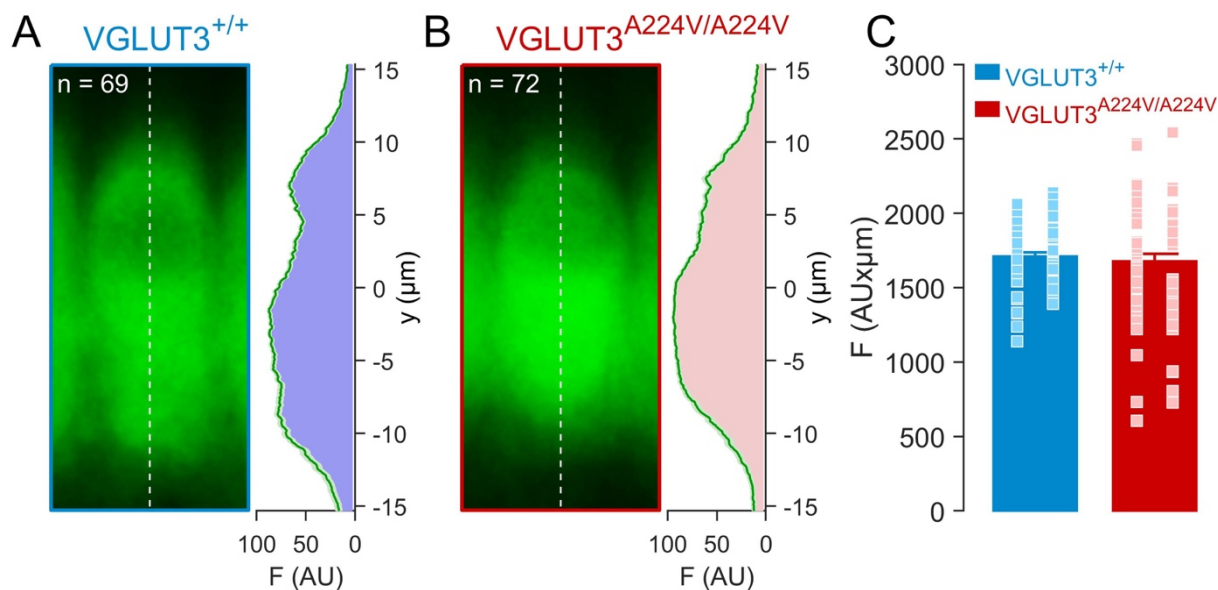 A
VGLUT3+/+
n = 69
15
10
5
0
-5
-10
-15
y (μm)
100 50 0
F (AU)
B
VGLUT3A224V/A224V
n = 72
15
10
5
0
-5
-10
-15
y (μm)
100 50 0
F (AU)
C
3000
2500
2000
1500
1000
500
0
F (AUxμm)
VGLUT3+/+
VGLUT3A224V/A224V